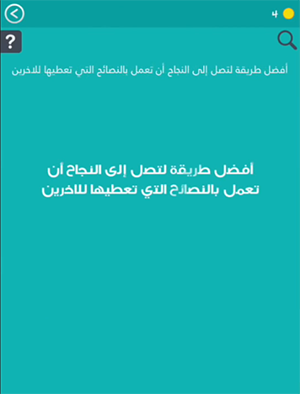 4
?
أفضل طريقة لتصل إلى النجاح أن تعمل بالنصائح التي تعطيها للاخرين
أفضل طريقة لتصل إلى النجاح أن
تعمل بالنصائح التي تعطيها للاخرين